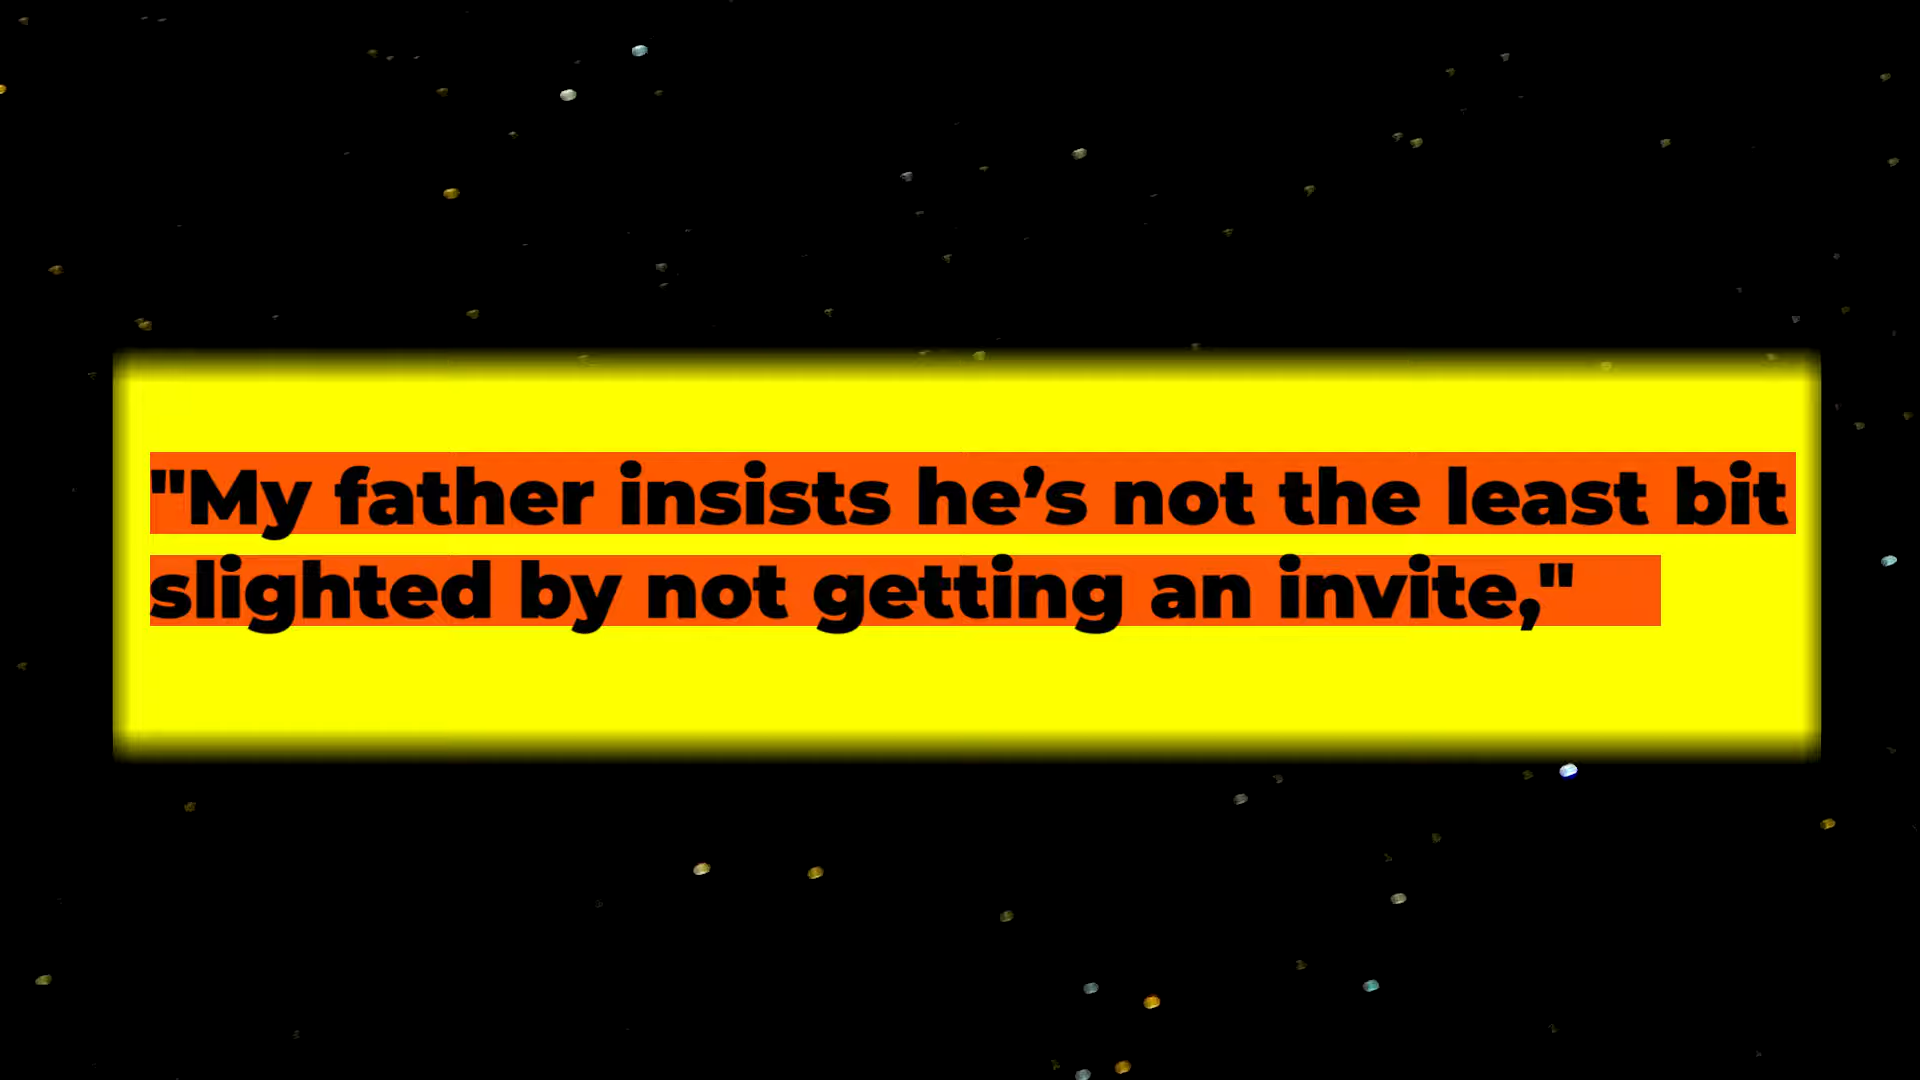 "My father insists he’s not the least bit
slighted by not getting an invite,"